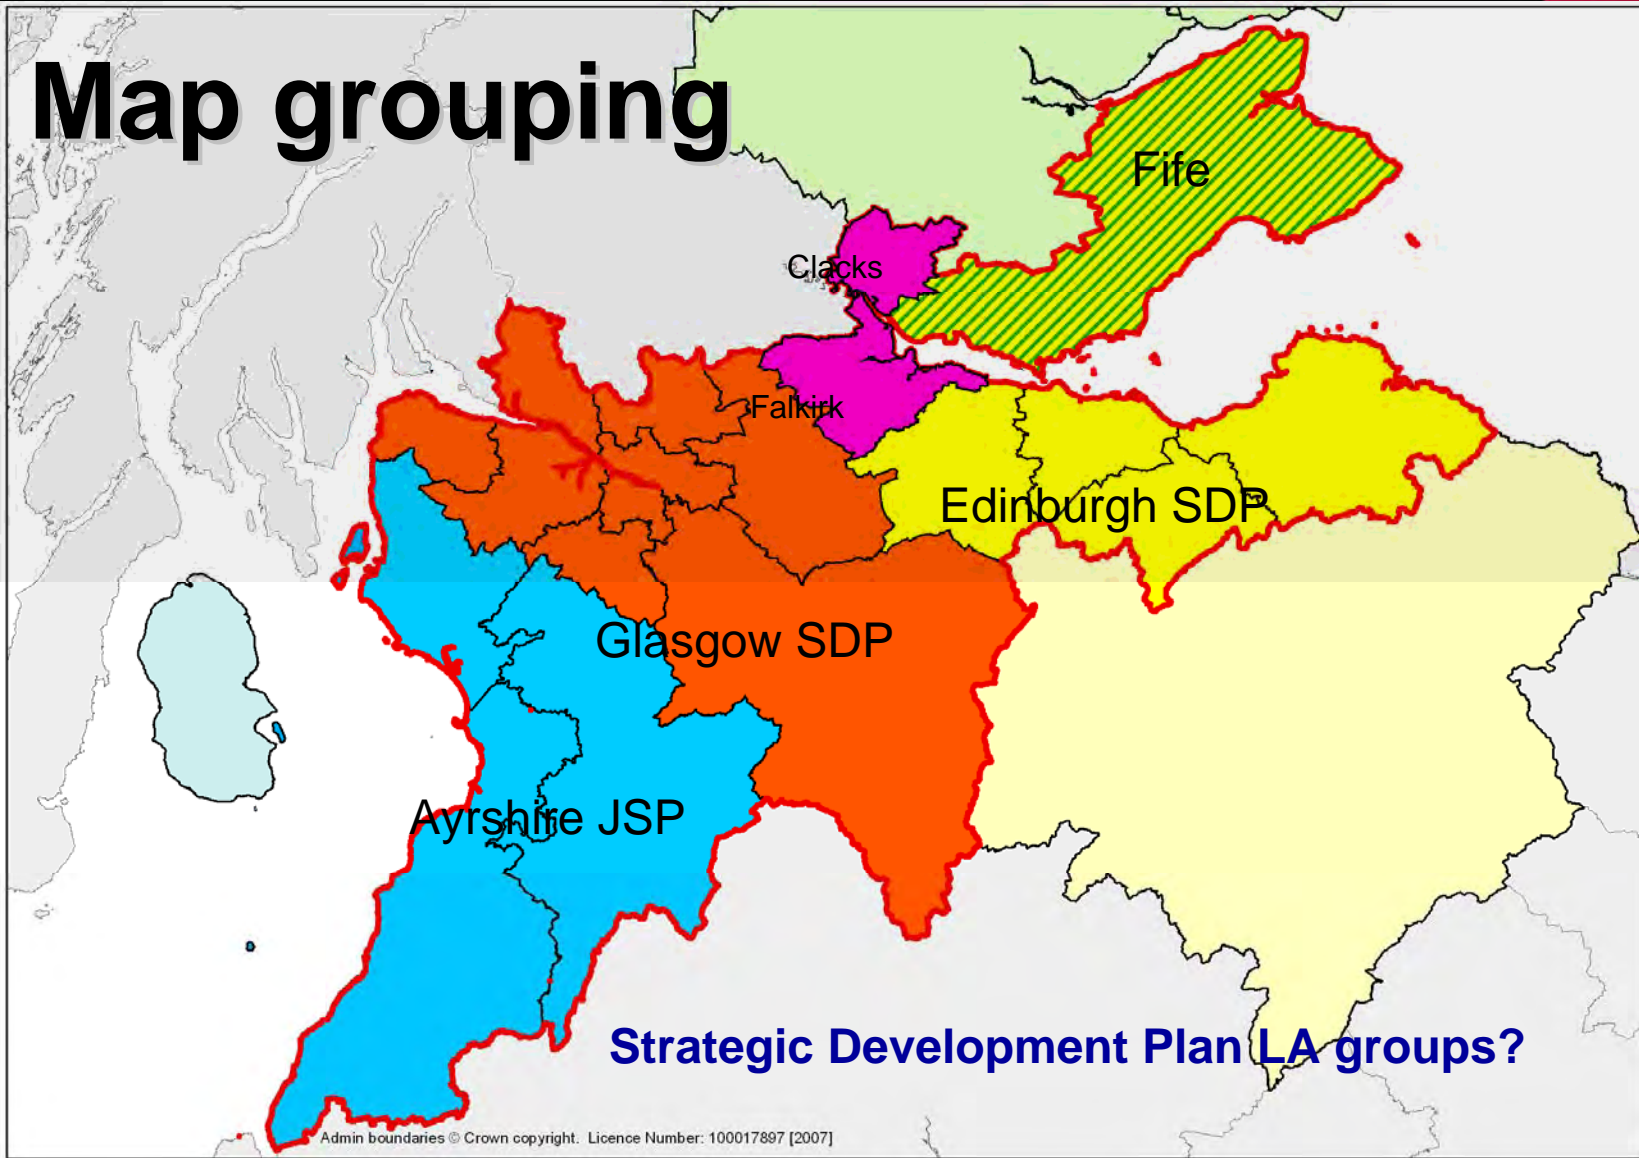 Map grouping
Fife
Clacks
Falkirk
Edinburgh SDP
Glasgow SDP
Ayrshire JSP
Strategic Development Plan LA groups?
Admin boundaries © Crown copyright. Licence Number: 100017897 [2007]